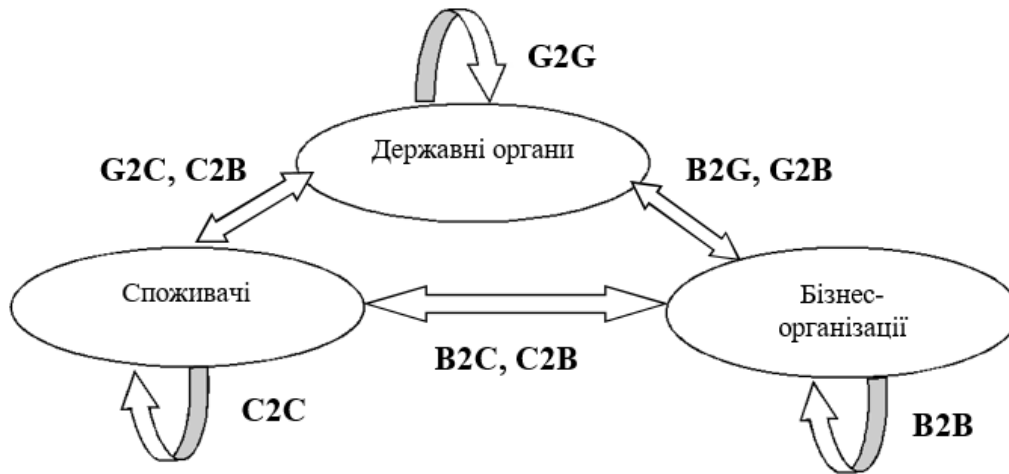 G2G
Державні органи
G2C, C2B
B2G, G2B
Споживачі
Бізнес-
організації
B2C, C2B
C2C
B2B